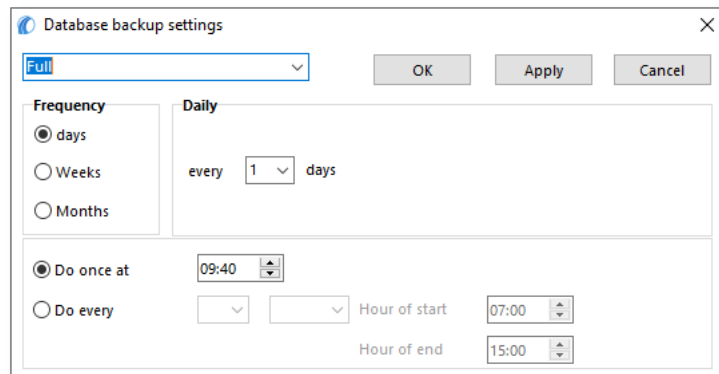 Database backup settings
Full OK Apply Cancel
Frequency Daily
days
Weeks every 1 days
Months
Do once at 09:40
Do every Hour of start 07:00
Hour of end 15:00